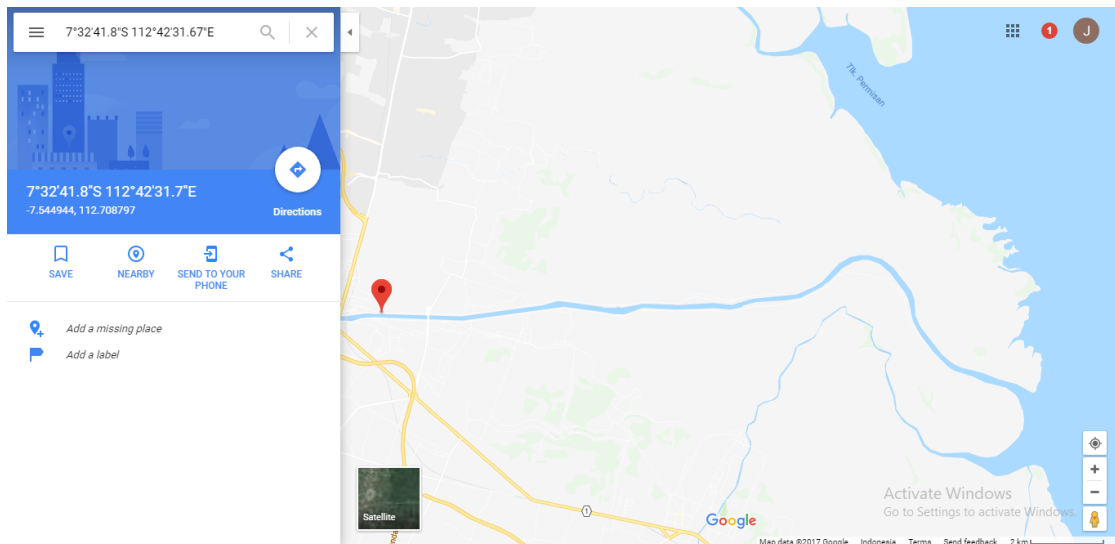 7°32'41.8"S 112°42'31.67"E
7°32'41.8"S 112°42'31.7"E
-7.544944, 112.708797
Directions
SAVE
NEARBY
SEND TO YOUR
PHONE
SHARE
Add a missing place
Add a label
Tlk. Permisan
1
J
1
Satellite
Google
Activate Windows
Go to Settings to activate Windows.
Map data ©2017 Google Indonesia Terms Send feedback 2 km